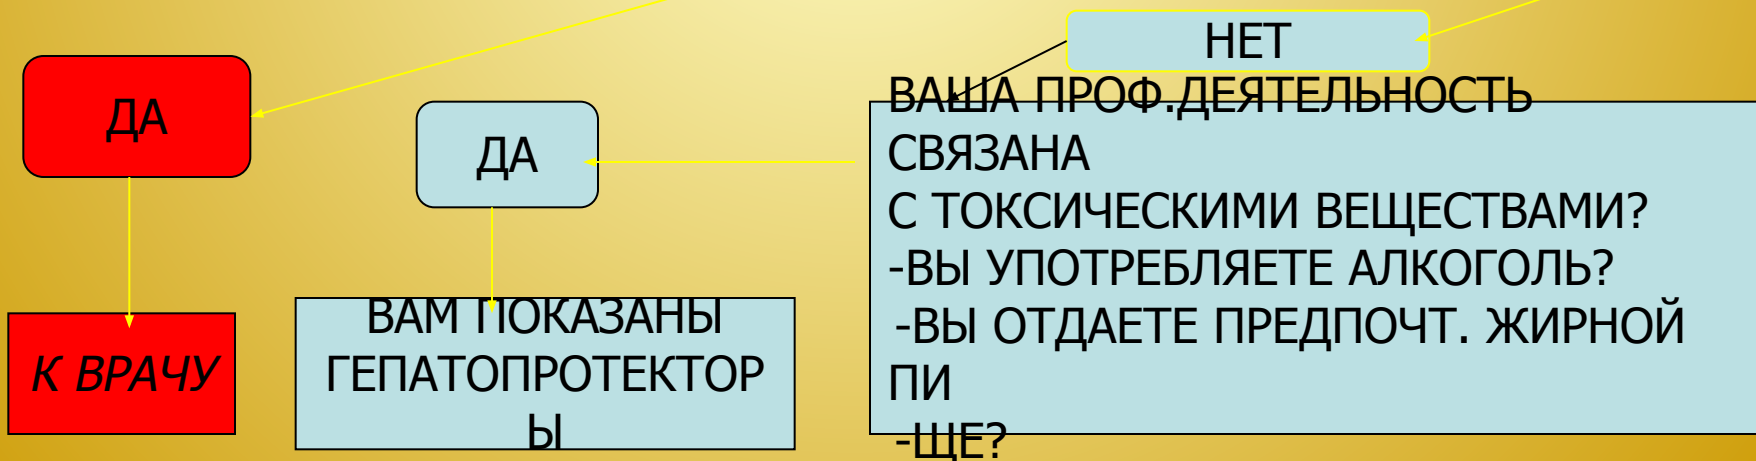 НЕТ
ДА
ДА
ВАША ПРОФ.ДЕЯТЕЛЬНОСТЬ
СВЯЗАНА
С ТОКСИЧЕСКИМИ ВЕЩЕСТВАМИ?
-ВЫ УПОТРЕБЛЯЕТЕ АЛКОГОЛЬ?
-ВЫ ОТДАЕТЕ ПРЕДПОЧТ. ЖИРНОЙ
ПИ
-ЩЕ?
К ВРАЧУ
ВАМ ПОКАЗАНЫ
ГЕПАТОПРОТЕКТОР
Ы